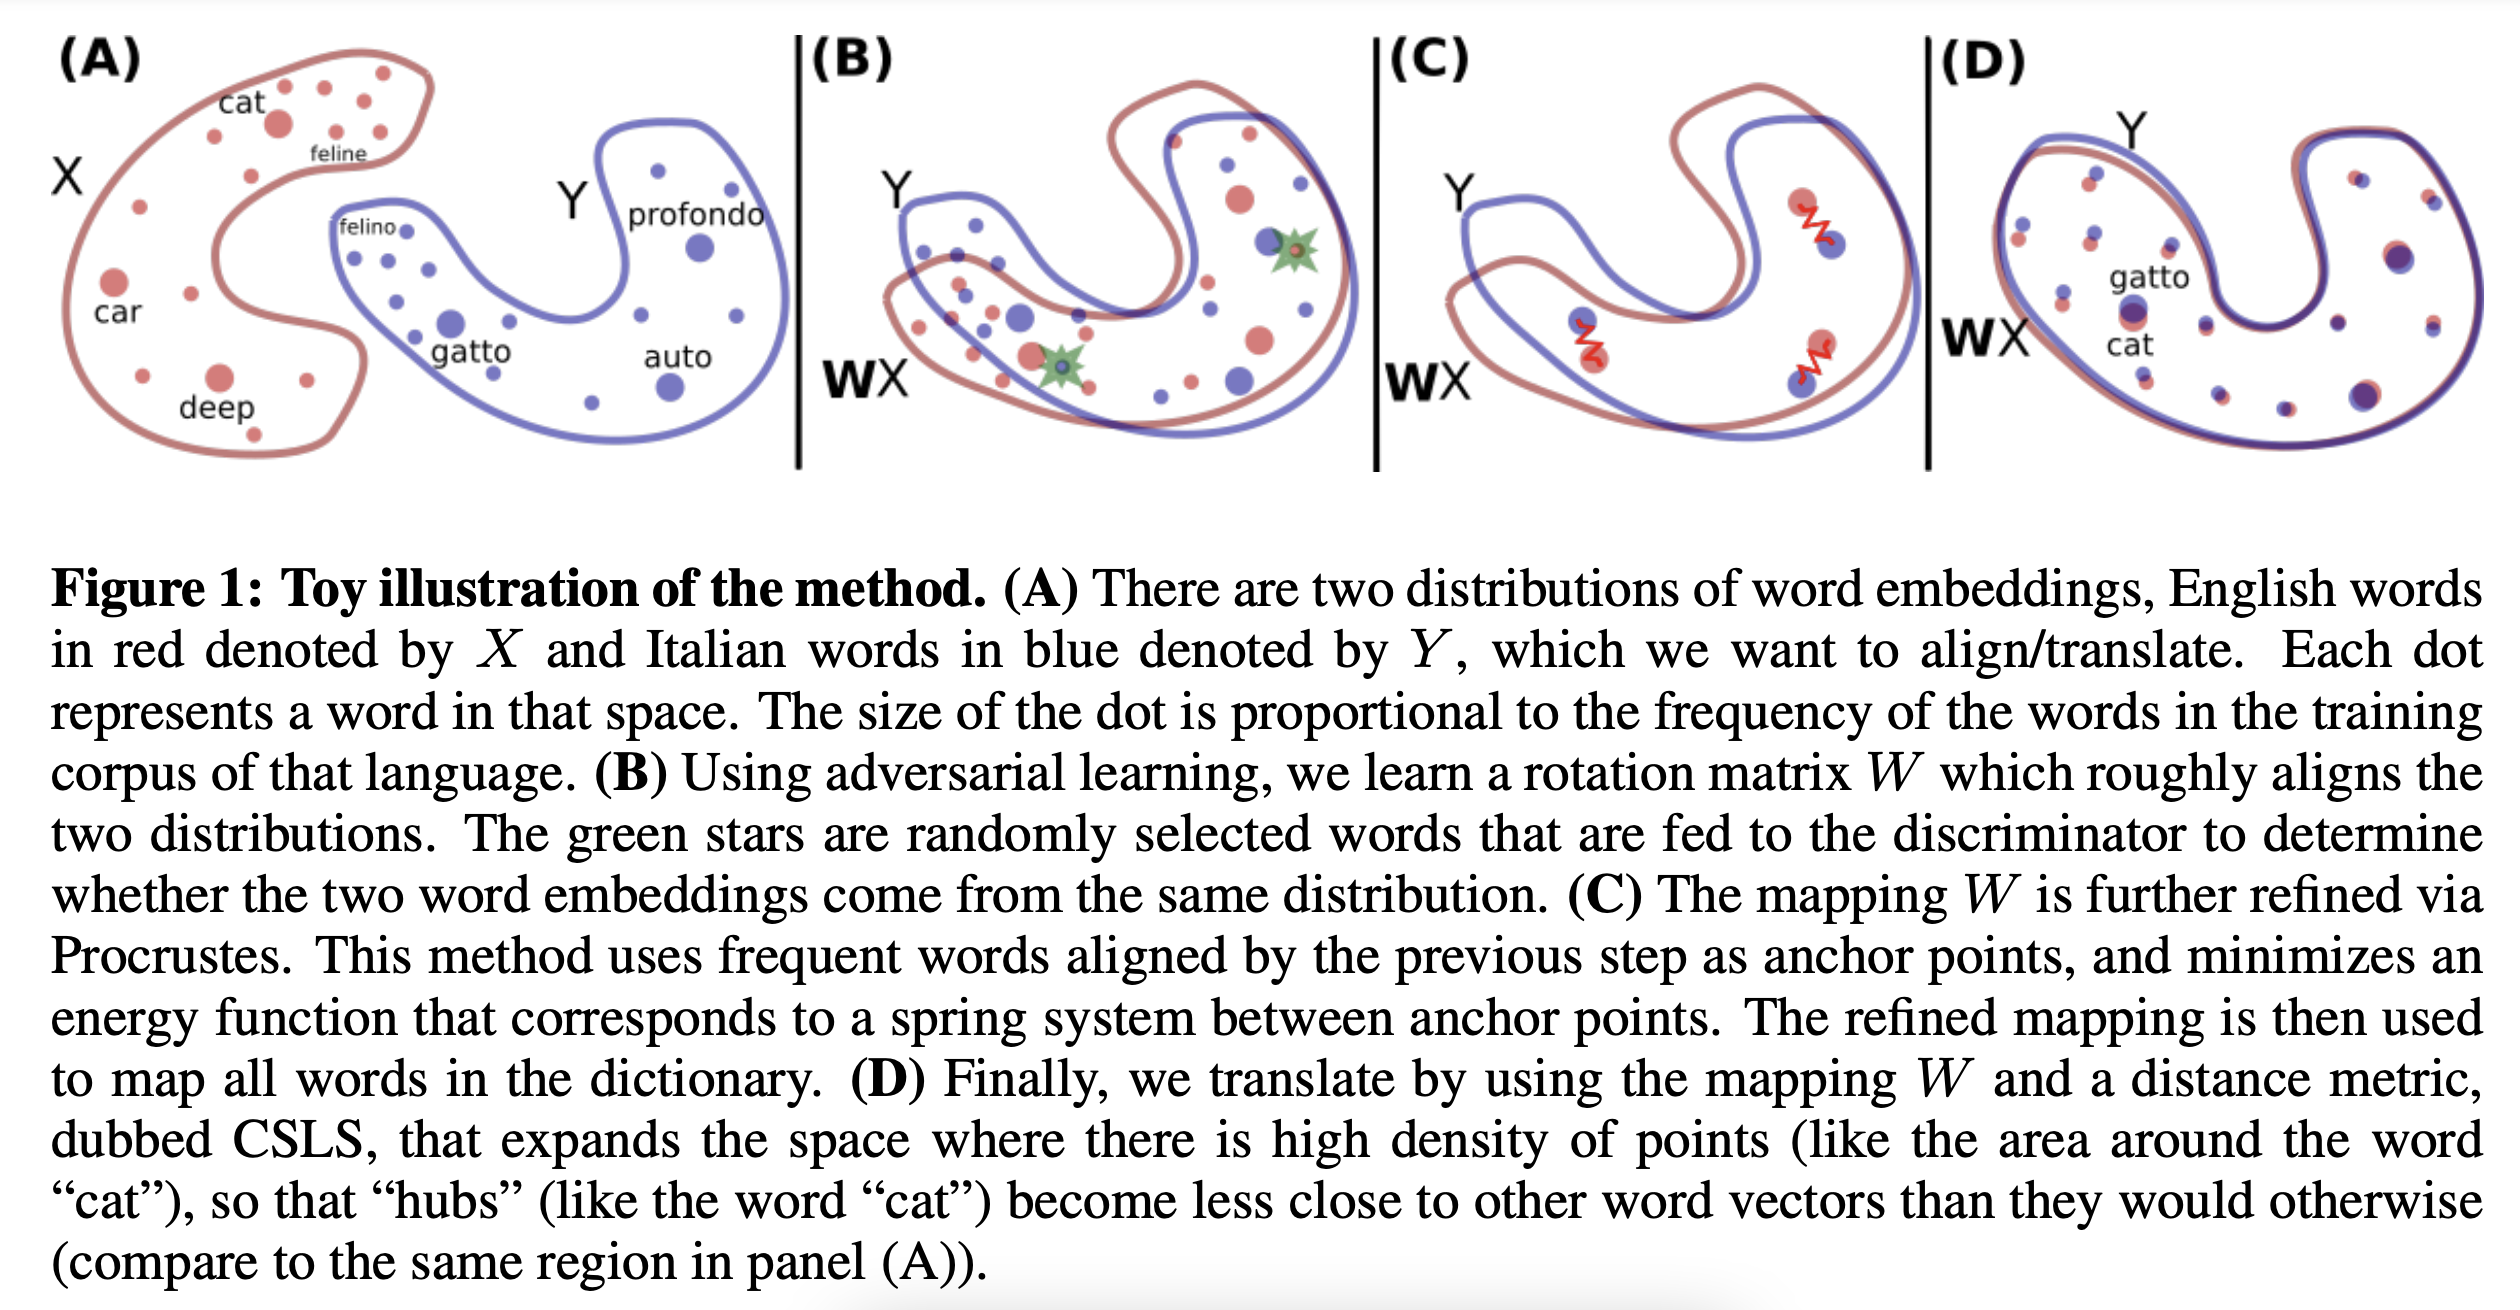 (A)
cat
feline
X
car
deep
Y
felino
profondo
gatto
auto
(B)
Y
WX
(C)
Y
WX
(D)
Y
gatto
WX
cat
Figure 1: Toy illustration of the method. (A) There are two distributions of word embeddings, English words
in red denoted by X and Italian words in blue denoted by Y, which we want to align/translate. Each dot
represents a word in that space. The size of the dot is proportional to the frequency of the words in the training
corpus of that language. (B) Using adversarial learning, we learn a rotation matrix W which roughly aligns the
two distributions. The green stars are randomly selected words that are fed to the discriminator to determine
whether the two word embeddings come from the same distribution. (C) The mapping W is further refined via
Procrustes. This method uses frequent words aligned by the previous step as anchor points, and minimizes an
energy function that corresponds to a spring system between anchor points. The refined mapping is then used
to map all words in the dictionary. (D) Finally, we translate by using the mapping W and a distance metric,
dubbed CSLS, that expands the space where there is high density of points (like the area around the word
“cat”), so that “hubs” (like the word “cat”) become less close to other word vectors than they would otherwise
(compare to the same region in panel (A)).